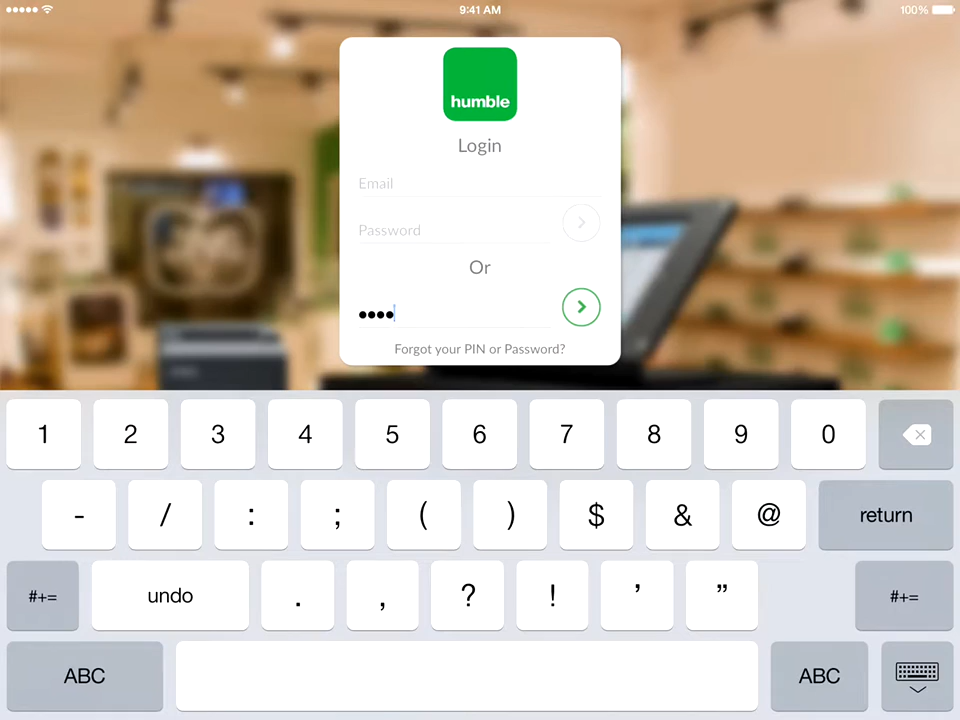 9:41 AM
100%
humble
Login
Email
Password
Or
••••
Forgot your PIN or Password?
1 2 3 4 5 6 7 8 9 0
- / : ; ( ) $ & @ return
#+= undo . , ? ! ’ ” #+=
ABC ABC